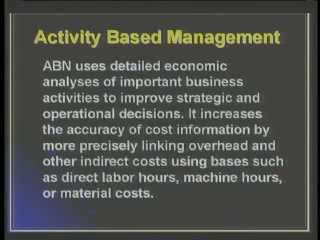 Activity Based Management
ABN uses detailed economic
analyses of important business
activities to improve strategic and
operational decisions. It increases
the accuracy of cost information by
more precisely linking overhead and
other indirect costs using bases such
as direct labor hours, machine hours,
or material costs.